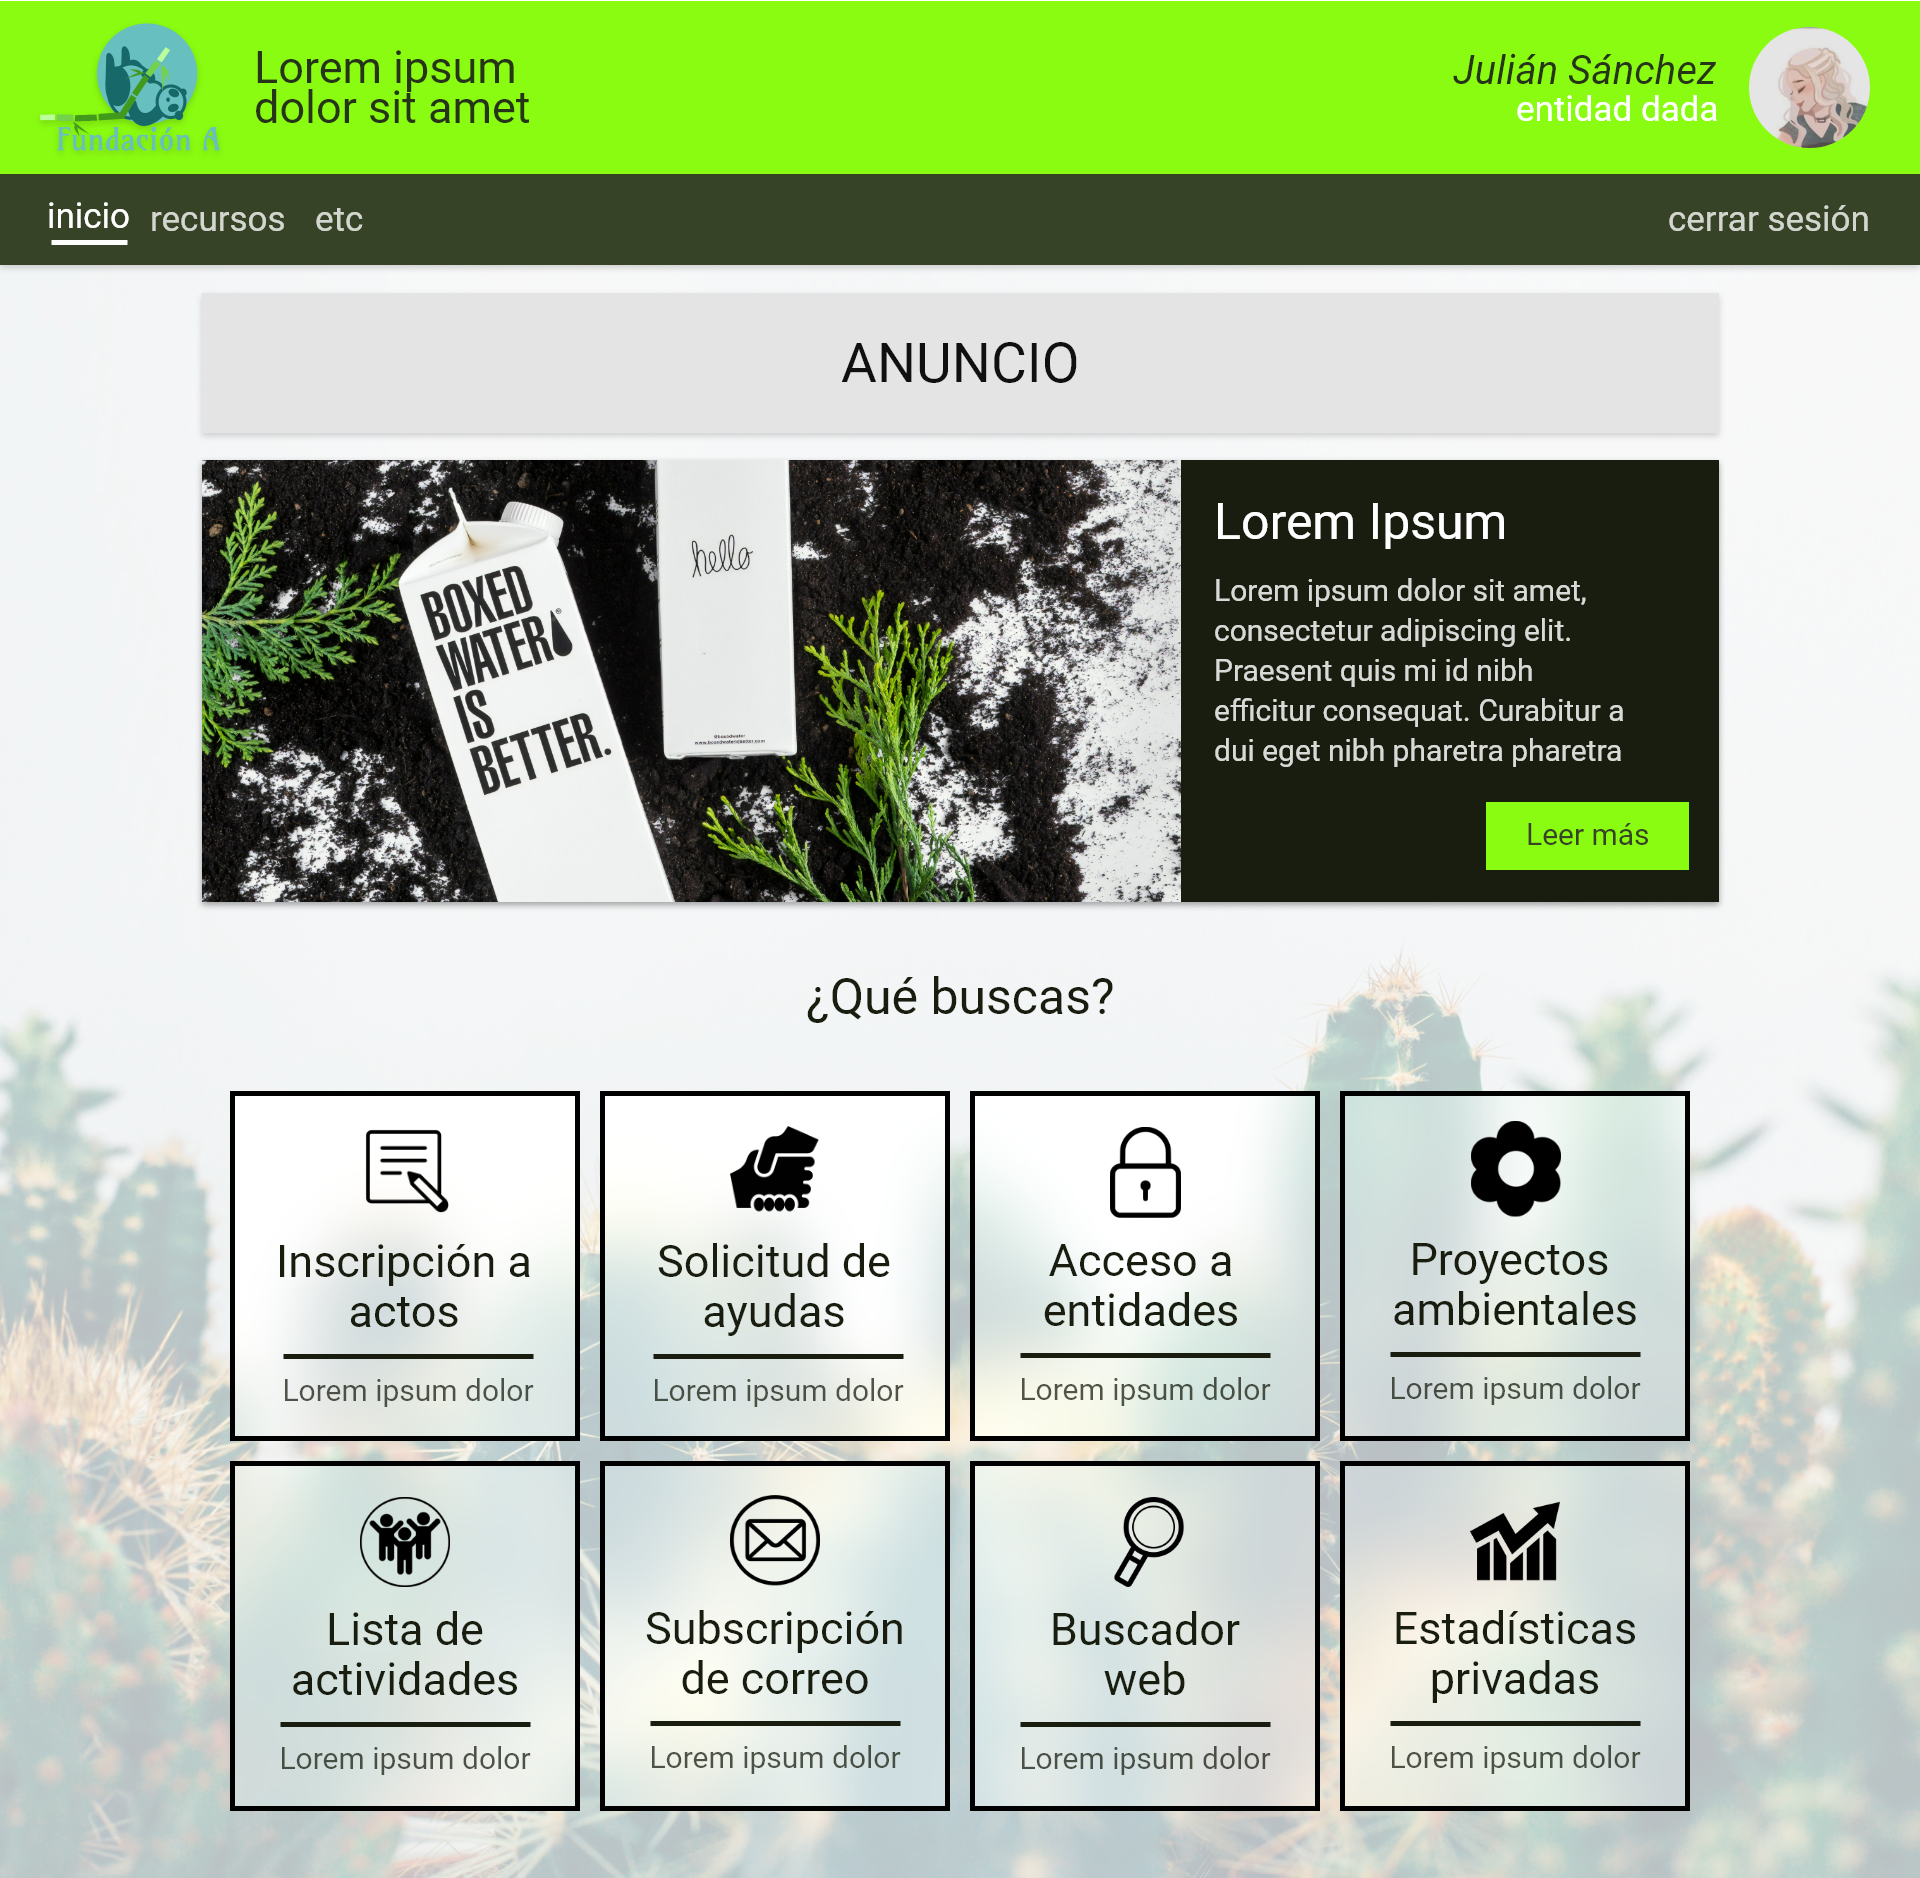 Lorem ipsum
dolor sit amet
Fundación A
Julián Sánchez
entidad dada
inicio recursos etc cerrar sesión
ANUNCIO
BOXED
WATER
IS
BETTER.
hello
Lorem Ipsum
Lorem ipsum dolor sit amet,
consectetur adipiscing elit.
Praesent quis mi id nibh
efficitur consequat. Curabitur a
dui eget nibh pharetra pharetra
Leer más
¿Qué buscas?
Inscripción a
actos
Lorem ipsum dolor
Solicitud de
ayudas
Lorem ipsum dolor
Acceso a
entidades
Lorem ipsum dolor
Proyectos
ambientales
Lorem ipsum dolor
Lista de
actividades
Lorem ipsum dolor
Subscripción
de correo
Lorem ipsum dolor
Buscador
web
Lorem ipsum dolor
Estadísticas
privadas
Lorem ipsum dolor